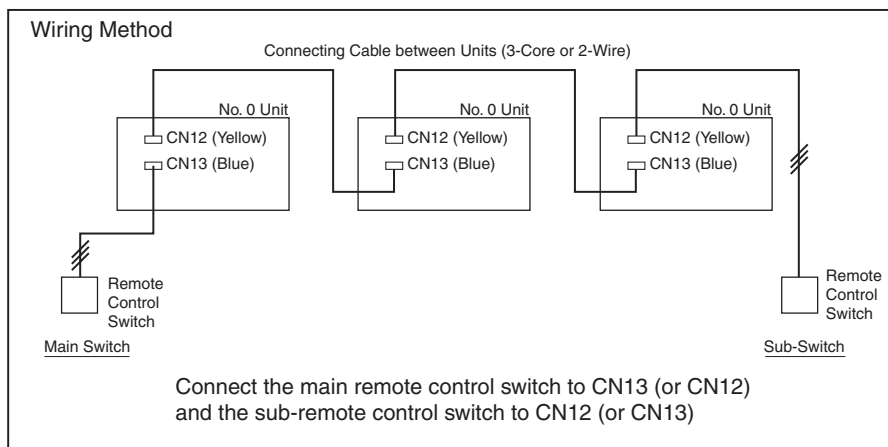 Wiring Method
Connecting Cable between Units (3-Core or 2-Wire)
No. 0 Unit
CN12 (Yellow)
CN13 (Blue)
No. 0 Unit
CN12 (Yellow)
CN13 (Blue)
No. 0 Unit
CN12 (Yellow)
CN13 (Blue)
Remote
Control
Switch
Main Switch
Remote
Control
Switch
Sub-Switch
Connect the main remote control switch to CN13 (or CN12)
and the sub-remote control switch to CN12 (or CN13)